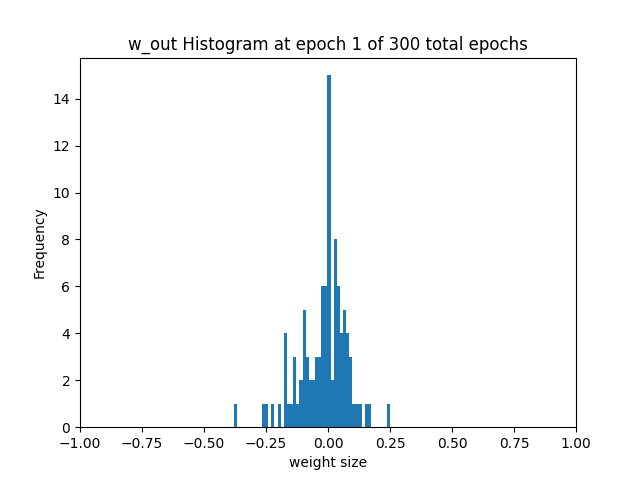 w_out Histogram at epoch 1 of 300 total epochs
Frequency
14
12
10
8
6
4
2
0
−1.00 −0.75 −0.50 −0.25 0.00 0.25 0.50 0.75 1.00
weight size